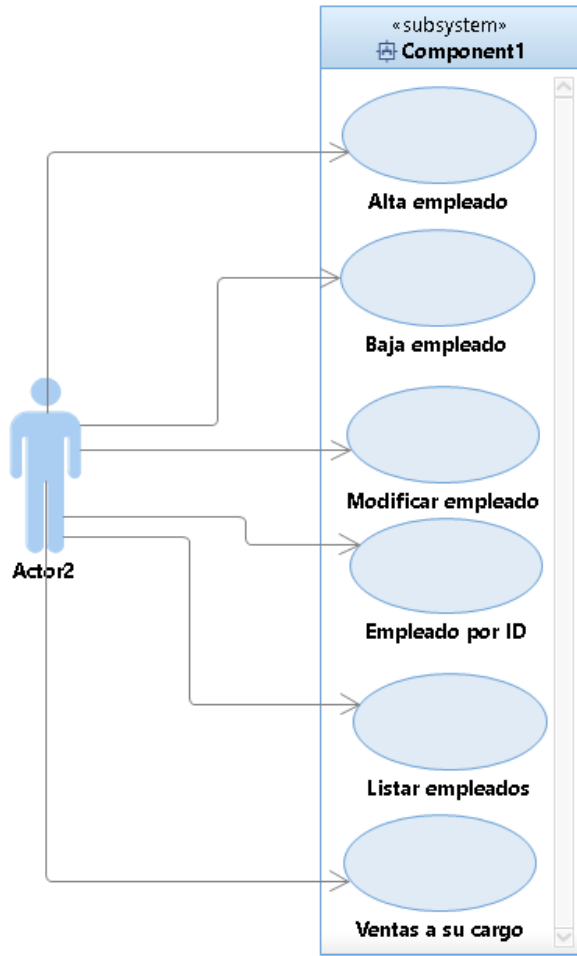 «subsystem»
Component1
Alta empleado
Baja empleado
Modificar empleado
Actor2
Empleado por ID
Listar empleados
Ventas a su cargo